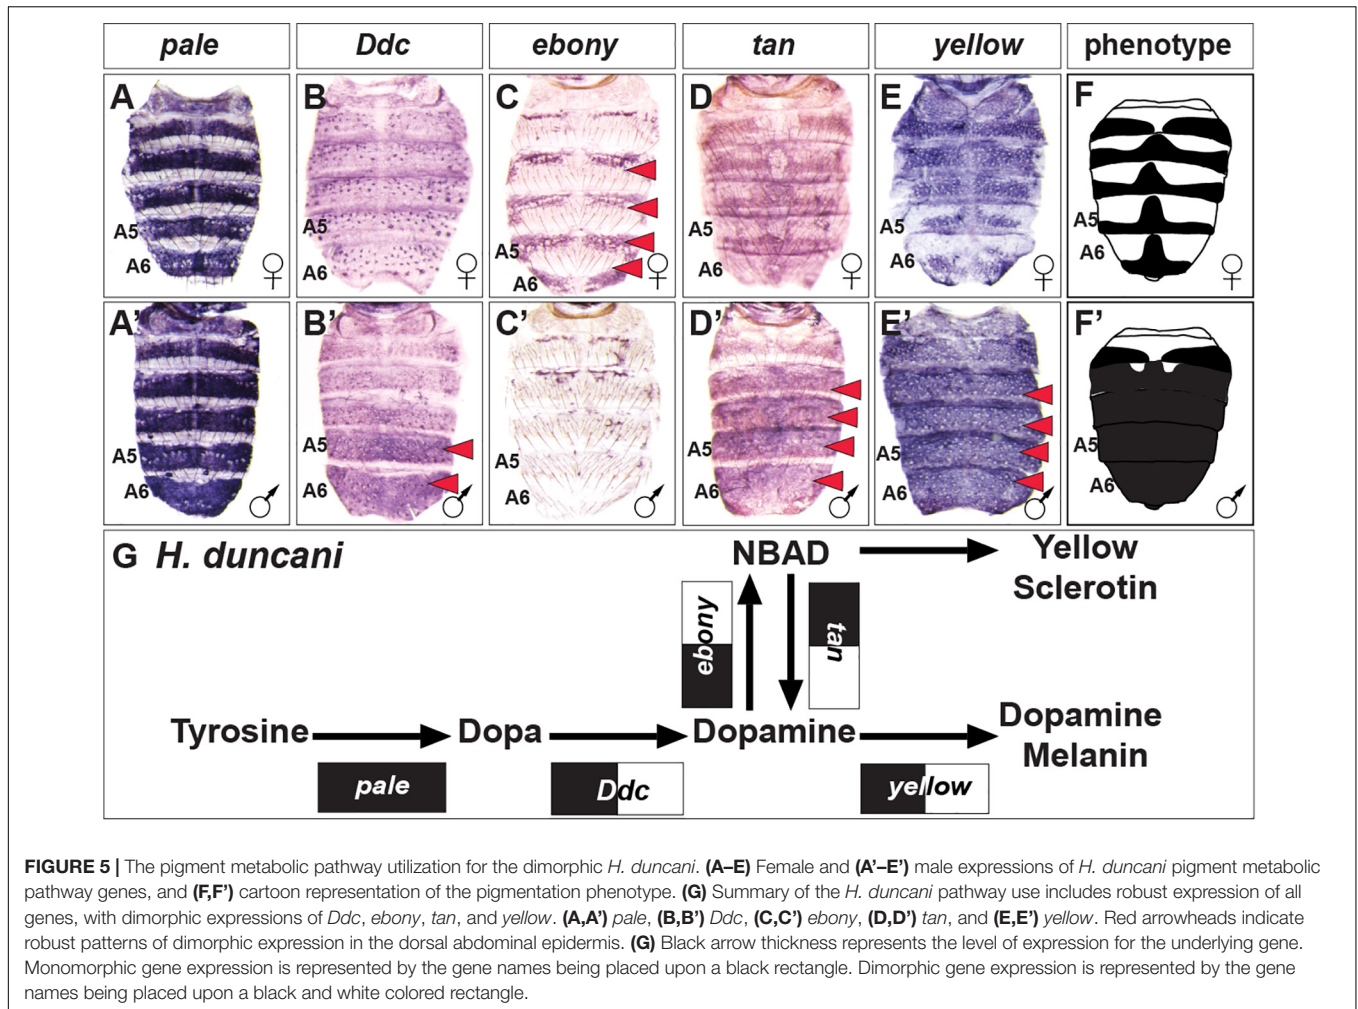 pale Ddc ebony tan yellow phenotype
A B C D E F
A5 A5 A5 A5 A5 A5
A6 A6 A6 A6 A6 A6
♀ ♀ ♀ ♀ ♀ ♀
A' B' C' D' E' F'
A5 A5 A5 A5 A5 A5
A6 A6 A6 A6 A6 A6
♂ ♂ ♂ ♂ ♂ ♂
G H. duncani
NBAD
Yellow
Sclerotin
ebony
tan
Tyrosine Dopa Dopamine
Dopamine
Melanin
pale Ddc yellow
FIGURE 5 | The pigment metabolic pathway utilization for the dimorphic H. duncani. (A–E) Female and (A'–E') male expressions of H. duncani pigment metabolic
pathway genes, and (F,F') cartoon representation of the pigmentation phenotype. (G) Summary of the H. duncani pathway use includes robust expression of all
genes, with dimorphic expressions of Ddc, ebony, tan, and yellow. (A,A') pale, (B,B') Ddc, (C,C') ebony, (D,D') tan, and (E,E') yellow. Red arrowheads indicate
robust patterns of dimorphic expression in the dorsal abdominal epidermis. (G) Black arrow thickness represents the level of expression for the underlying gene.
Monomorphic gene expression is represented by the gene names being placed upon a black rectangle. Dimorphic gene expression is represented by the gene
names being placed upon a black and white colored rectangle.